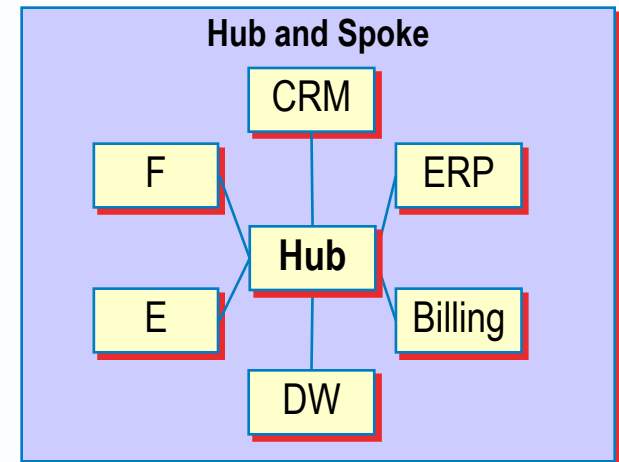 Hub and Spoke
CRM
F
ERP
Hub
E
Billing
DW